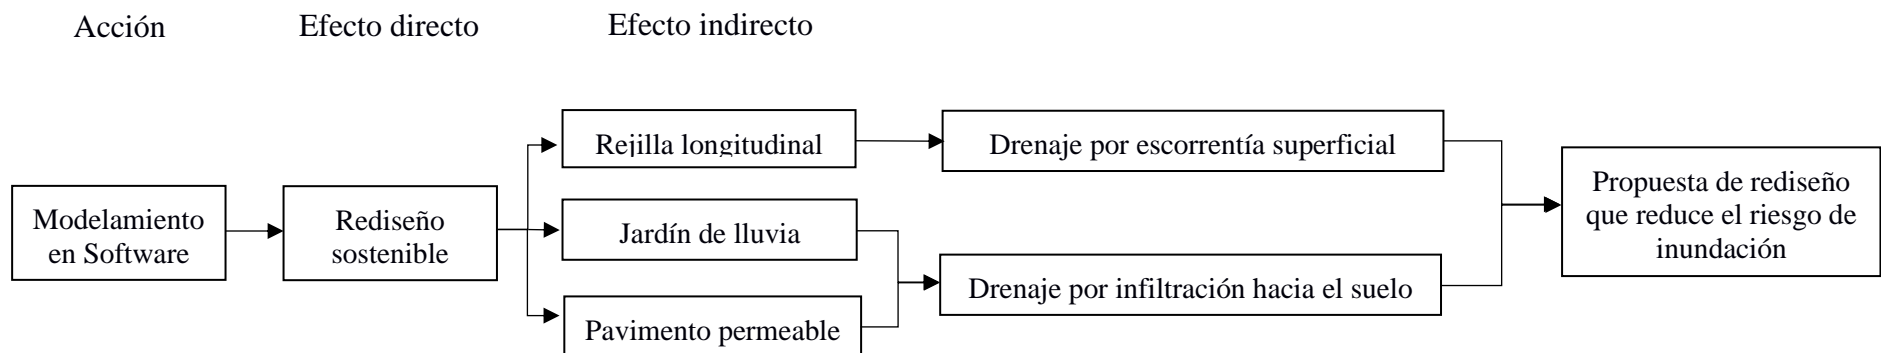 Acción
Efecto directo
Efecto indirecto
Modelamiento
en Software
Rediseño
sostenible
Rejilla longitudinal
Jardín de lluvia
Pavimento permeable
Drenaje por escorrentía superficial
Drenaje por infiltración hacia el suelo
Propuesta de rediseño
que reduce el riesgo de
inundación